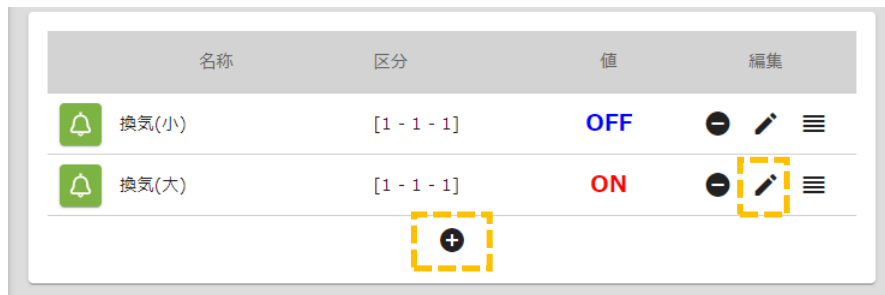 名称 区分 値 編集
換気(小) [1 - 1 - 1] OFF
換気(大) [1 - 1 - 1] ON